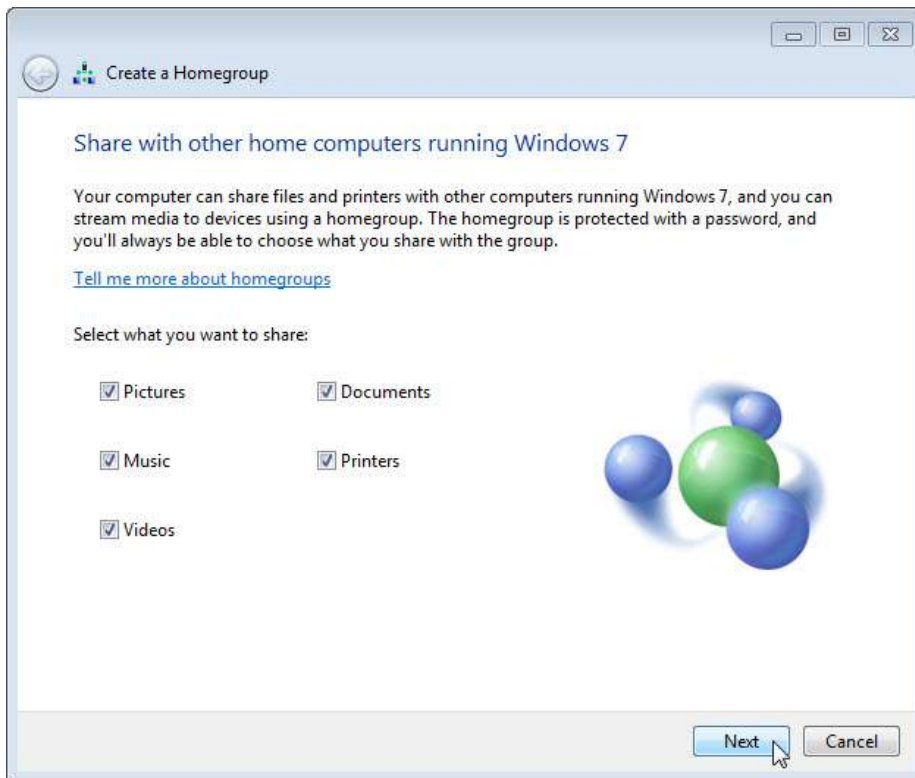 Create a Homegroup
Share with other home computers running Windows 7
Your computer can share files and printers with other computers running Windows 7, and you can
stream media to devices using a homegroup. The homegroup is protected with a password, and
you'll always be able to choose what you share with the group.
Tell me more about homegroups
Select what you want to share:
Pictures
Documents
Music
Printers
Videos
Next
Cancel